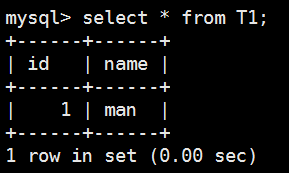 mysql> select * from T1;
+------+------+
| id   | name |
+------+------+
|    1 | man  |
+------+------+
1 row in set (0.00 sec)